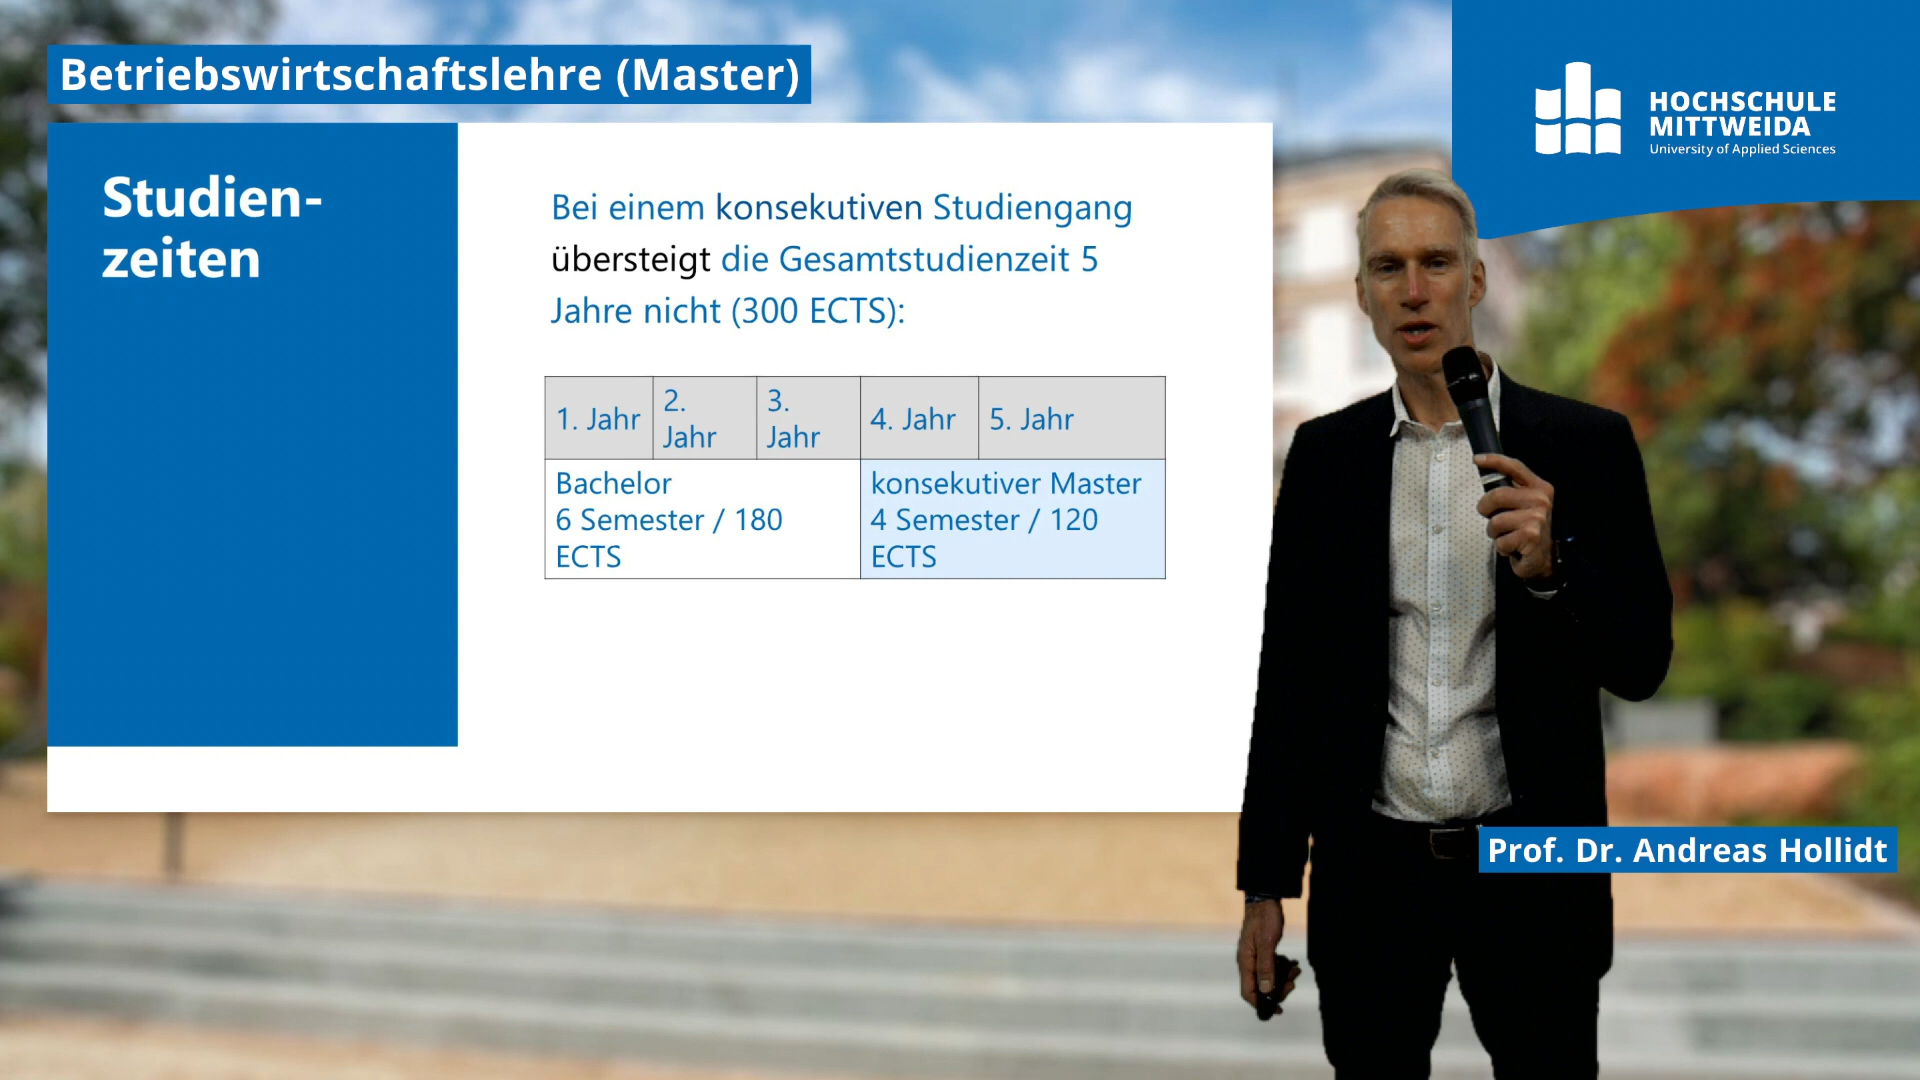 Betriebswirtschaftslehre (Master)
HOCHSCHULE
MITTWEIDA
University of Applied Sciences
Studien-
zeiten
Bei einem konsekutiven Studiengang
übersteigt die Gesamtstudienzeit 5
Jahre nicht (300 ECTS):
1. Jahr
2.
Jahr
3.
Jahr
4. Jahr
5. Jahr
Bachelor
6 Semester / 180
ECTS
konsekutiver Master
4 Semester / 120
ECTS
Prof. Dr. Andreas Hollidt